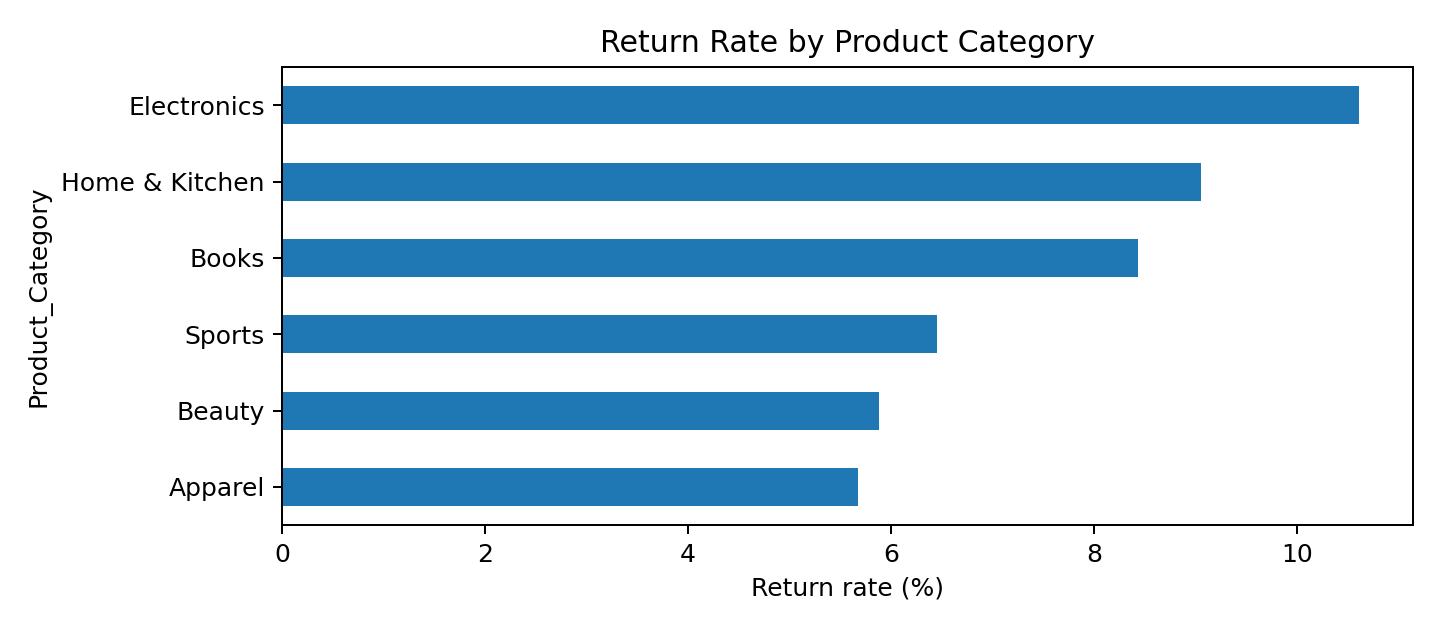 Return Rate by Product Category
Product_Category
Electronics
Home & Kitchen
Books
Sports
Beauty
Apparel
0 2 4 6 8 10
Return rate (%)